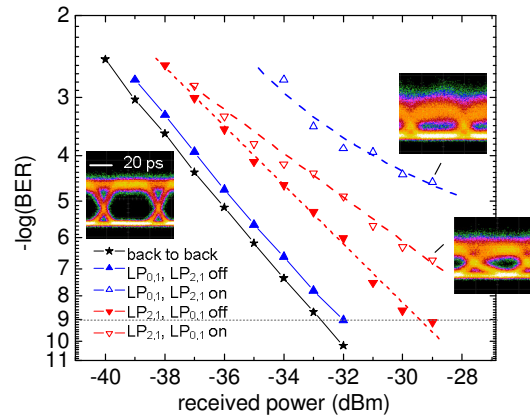 2
3
4
5
6
7
8
9
10
11
-log(BER)
20 ps
back to back
LP0,1, LP2,1 off
LP0,1, LP2,1 on
LP2,1, LP0,1 off
LP2,1, LP0,1 on
-40 -38 -36 -34 -32 -30 -28
received power (dBm)